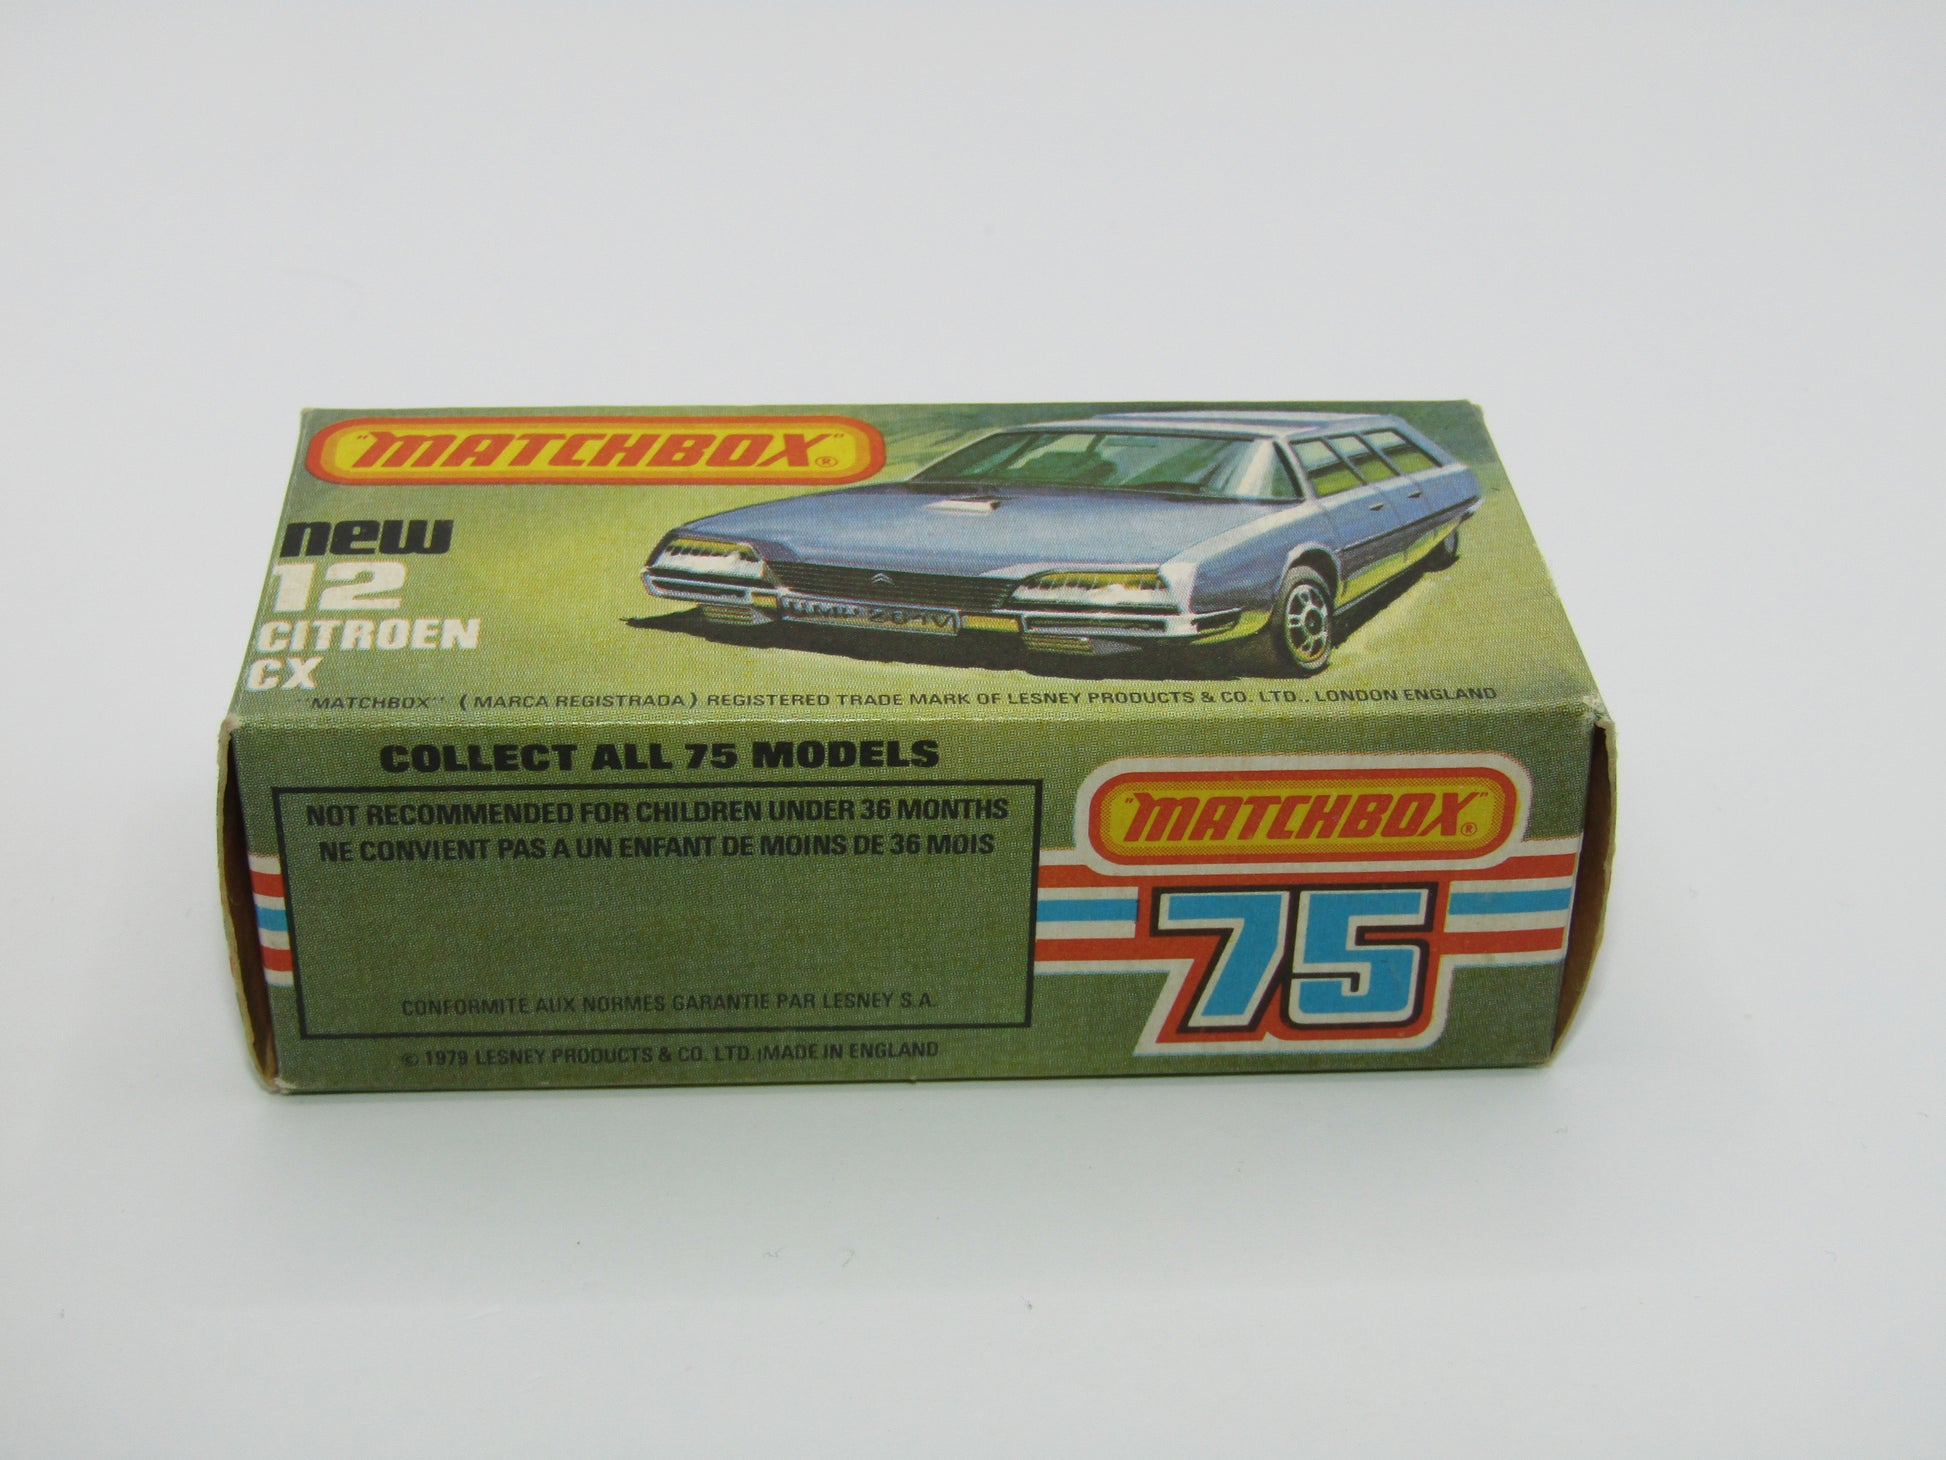 "MATCHBOX"®
new
12
CITROEN
CX
"MATCHBOX" (MARCA REGISTRADA) REGISTERED TRADE MARK OF LESNEY PRODUCTS & CO. LTD., LONDON ENGLAND
COLLECT ALL 75 MODELS
NOT RECOMMENDED FOR CHILDREN UNDER 36 MONTHS
NE CONVIENT PAS A UN ENFANT DE MOINS DE 36 MOIS
CONFORMITE AUX NORMES GARANTIE PAR LESNEY S.A.
© 1979 LESNEY PRODUCTS & CO. LTD. MADE IN ENGLAND
"MATCHBOX"®
75